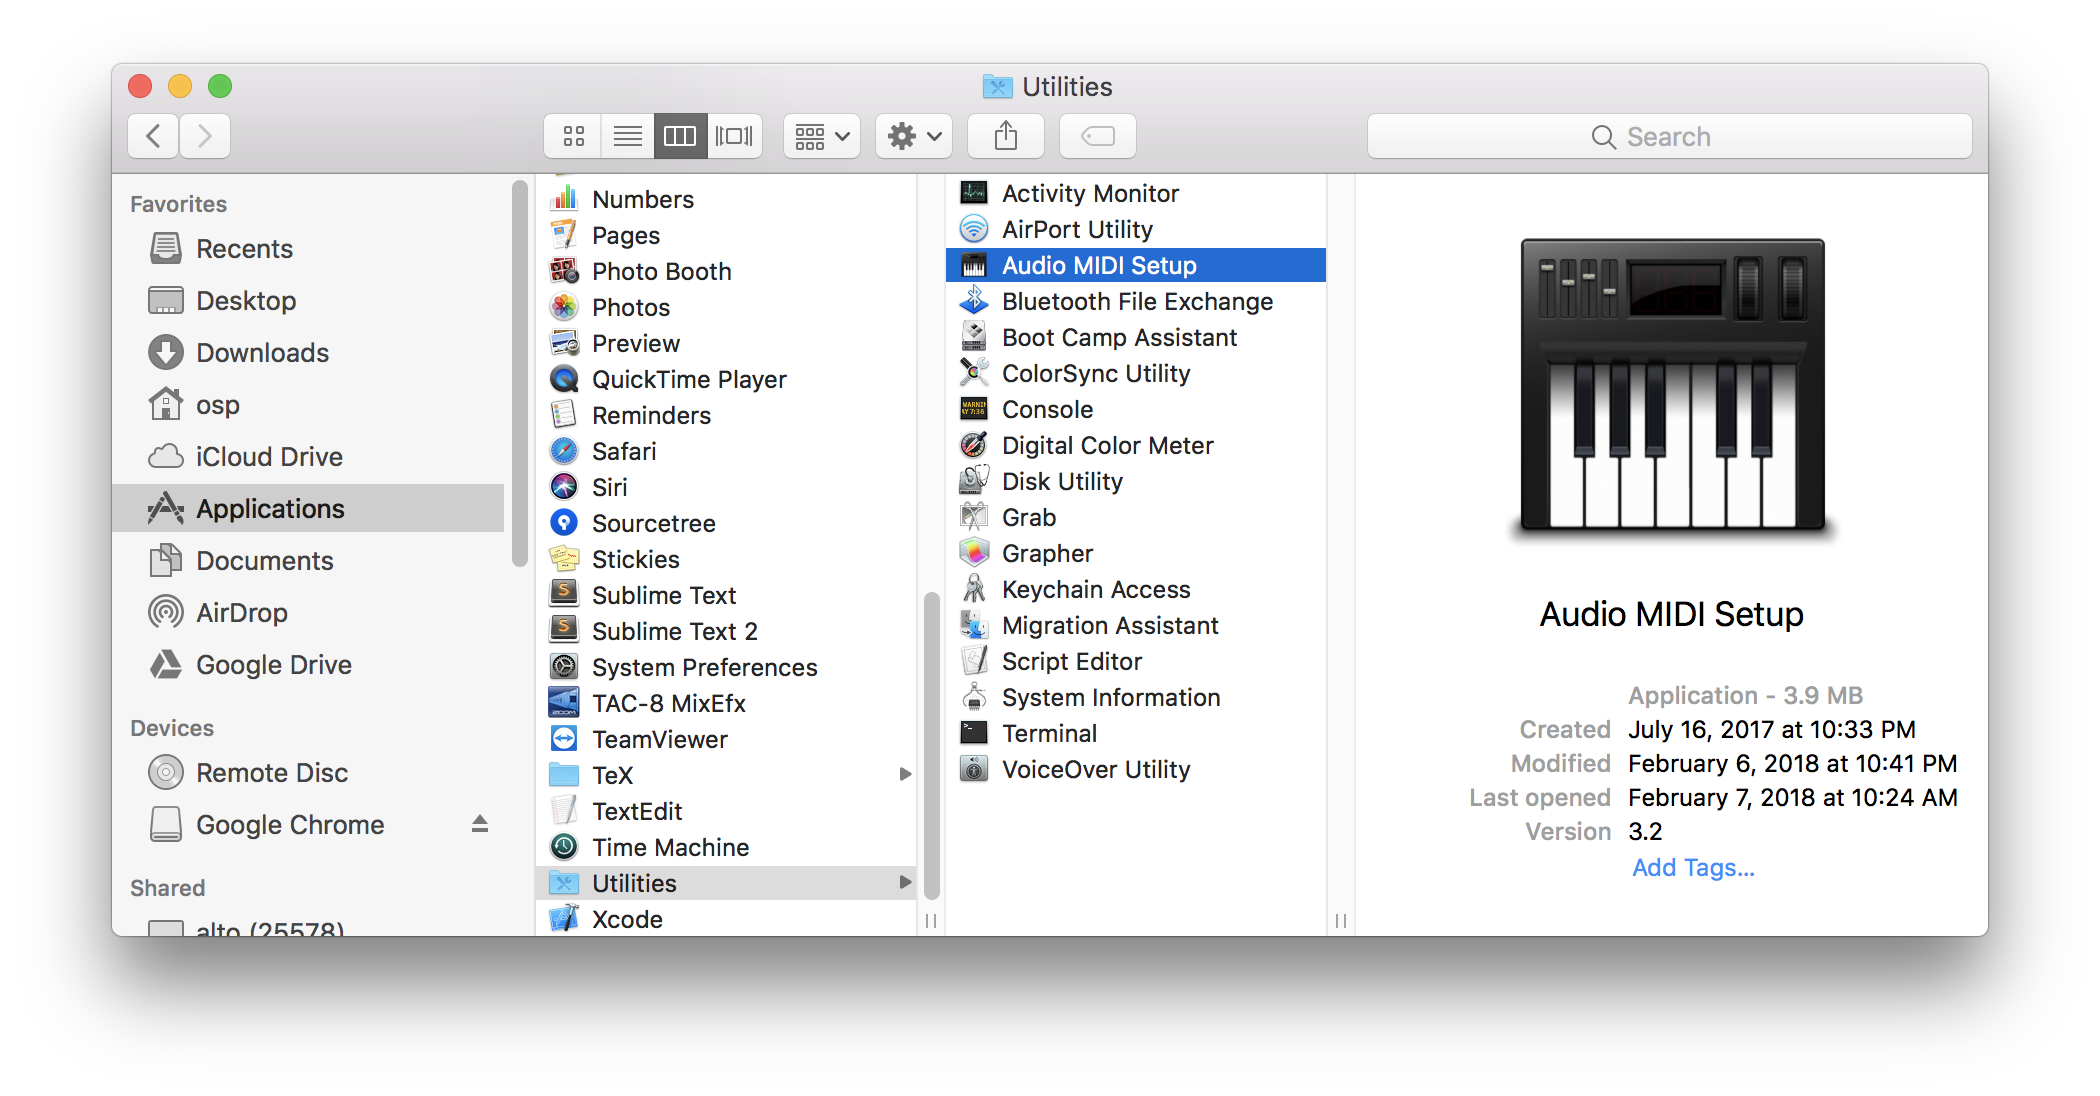 Utilities
Search
Favorites
Recents
Desktop
Downloads
osp
iCloud Drive
Applications
Documents
AirDrop
Google Drive
Devices
Remote Disc
Google Chrome
Shared
alto (25578)
Numbers
Pages
Photo Booth
Photos
Preview
QuickTime Player
Reminders
Safari
Siri
Sourcetree
Stickies
Sublime Text
Sublime Text 2
System Preferences
TAC-8 MixEfx
TeamViewer
TeX
TextEdit
Time Machine
Utilities
Xcode
Activity Monitor
AirPort Utility
Audio MIDI Setup
Bluetooth File Exchange
Boot Camp Assistant
ColorSync Utility
Console
Digital Color Meter
Disk Utility
Grab
Grapher
Keychain Access
Migration Assistant
Script Editor
System Information
Terminal
VoiceOver Utility
Audio MIDI Setup
Application - 3.9 MB
Created July 16, 2017 at 10:33 PM
Modified February 6, 2018 at 10:41 PM
Last opened February 7, 2018 at 10:24 AM
Version 3.2
Add Tags...